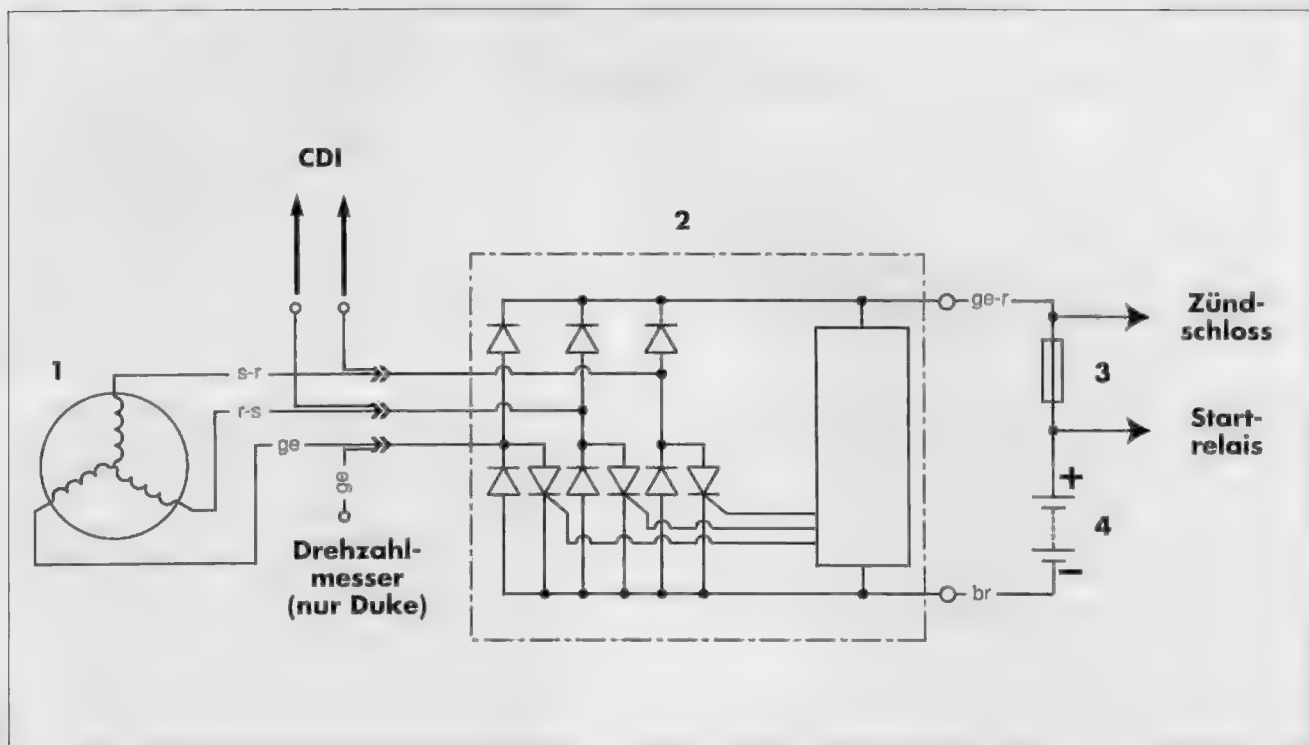 CDI
2
ge-r
Zünd-
schloss
1
s-r
3
r-s
ge
Start-
relais
ge
+
4
Drehzahl-
messer
(nur Duke)
–
br